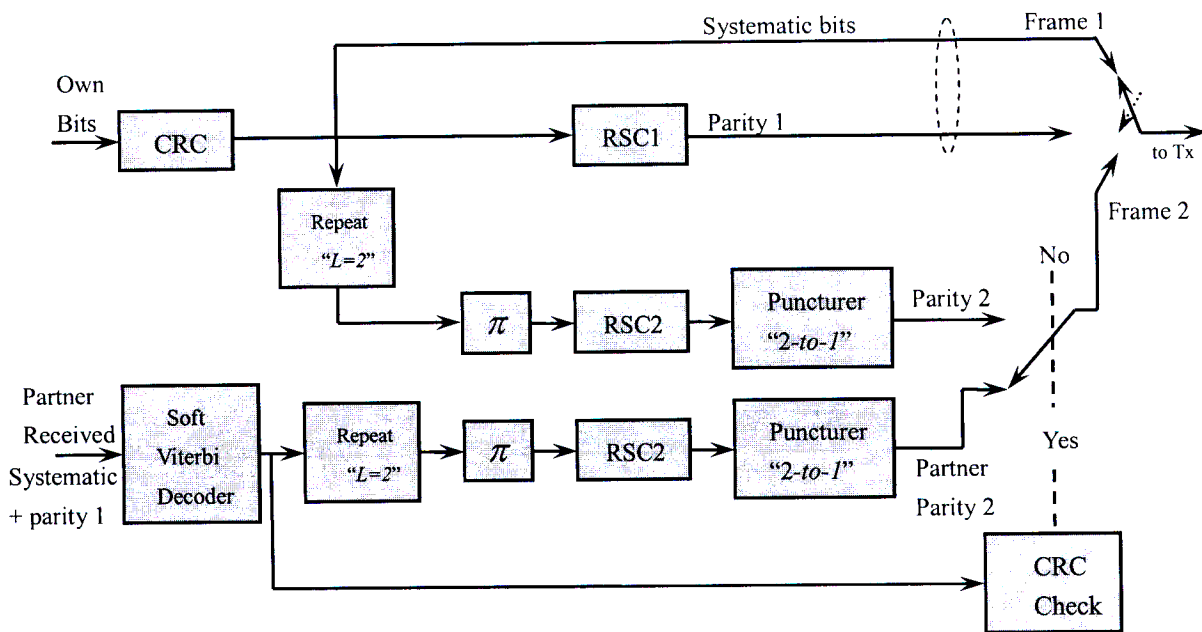 Systematic bits
Frame 1
Own
Bits
CRC
RSC1
Parity 1
to Tx
Repeat
“L=2”
Frame 2
No
π
RSC2
Puncturer
“2-to-1”
Parity 2
Partner
Received
Systematic
+ parity 1
Soft
Viterbi
Decoder
Repeat
“L=2”
π
RSC2
Puncturer
“2-to-1”
Yes
Partner
Parity 2
CRC
Check